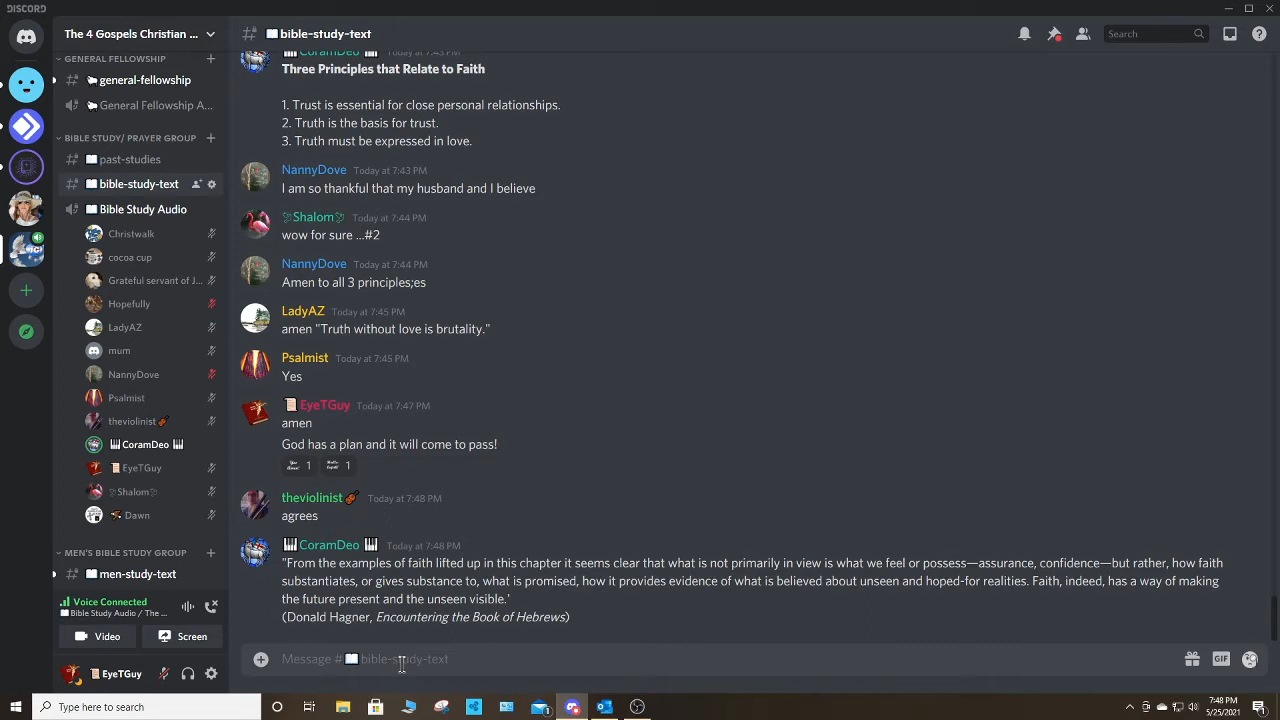 DISCORD
The 4 Gospels Christian ...
GENERAL FELLOWSHIP
general-fellowship
General Fellowship A...
BIBLE STUDY/ PRAYER GROUP
past-studies
bible-study-text
Bible Study Audio
Christwalk
cocoa cup
Grateful servant of J...
Hopefully
LadyAZ
mum
NannyDove
Psalmist
theviolinist
CoramDeo
EyeTGuy
Shalom
Dawn
MEN'S BIBLE STUDY GROUP
men-study-text
Voice Connected
Bible Study Audio / The ...
Video
Screen
EyeTGuy
bible-study-text
Search
CoramDeo Today at 7:43 PM
Three Principles that Relate to Faith
1. Trust is essential for close personal relationships.
2. Truth is the basis for trust.
3. Truth must be expressed in love.
NannyDove Today at 7:43 PM
I am so thankful that my husband and I believe
Shalom Today at 7:44 PM
wow for sure ...#2
NannyDove Today at 7:44 PM
Amen to all 3 principles;es
LadyAZ Today at 7:45 PM
amen "Truth without love is brutality."
Psalmist Today at 7:45 PM
Yes
EyeTGuy Today at 7:47 PM
amen
God has a plan and it will come to pass!
1 1
theviolinist Today at 7:48 PM
agrees
CoramDeo Today at 7:48 PM
"From the examples of faith lifted up in this chapter it seems clear that what is not primarily in view is what we feel or possess—assurance, confidence—but rather, how faith
substantiates, or gives substance to, what is promised, how it provides evidence of what is believed about unseen and hoped-for realities. Faith, indeed, has a way of making
the future present and the unseen visible.'
(Donald Hagner, Encountering the Book of Hebrews)
Message # bible-study-text
GIF
Type here to search
7:48 PM
5/25/2021